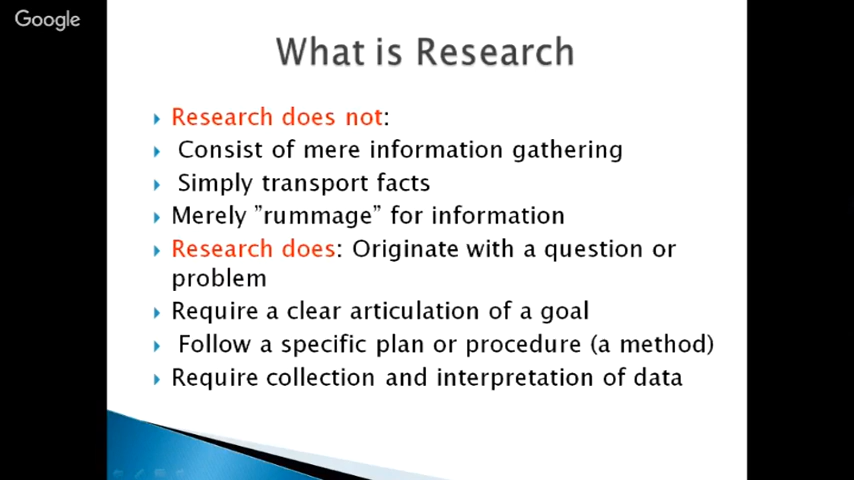 Google
What is Research
Research does not:
Consist of mere information gathering
Simply transport facts
Merely ”rummage” for information
Research does: Originate with a question or
problem
Require a clear articulation of a goal
Follow a specific plan or procedure (a method)
Require collection and interpretation of data